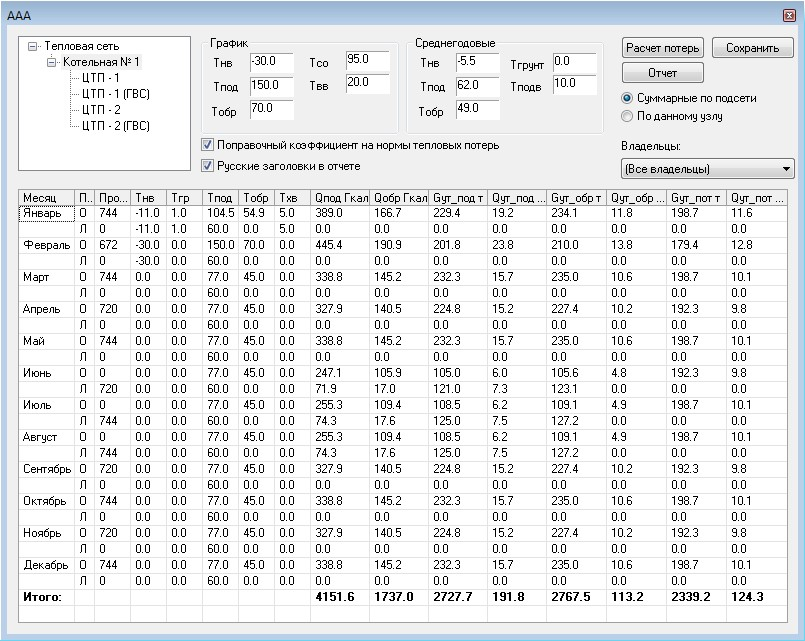 AAA
Тепловая сеть
Котельная № 1
ЦТП - 1
ЦТП - 1 (ГВС)
ЦТП - 2
ЦТП - 2 (ГВС)
График
Тнв -30.0 Тсо 95.0
Тпод 150.0 Твв 20.0
Тобр 70.0
Среднегодовые
Тнв -5.5 Тгрунт 0.0
Тпод 62.0 Тподв 10.0
Тобр 49.0
Расчет потерь Сохранить
Отчет
Суммарные по подсети
По данному узлу
Поправочный коэффициент на нормы тепловых потерь
Русские заголовки в отчете
Владельцы:
(Все владельцы)
Месяц П.. Про... Тнв Тгр Тпод Тобр Тхв Qпод Гкал Qобр Гкал Gут_под т Qут_под ... Gут_обр т Qут_обр ... Gут_пот т Qут_пот ...
Январь О 744 -11.0 1.0 104.5 54.9 5.0 389.0 166.7 229.4 19.2 234.1 11.8 198.7 11.6
Л 0 -11.0 1.0 60.0 0.0 5.0 0.0 0.0 0.0 0.0 0.0 0.0 0.0 0.0
Февраль О 672 -30.0 0.0 150.0 70.0 0.0 445.4 190.9 201.8 23.8 210.0 13.8 179.4 12.8
Л 0 -30.0 0.0 60.0 0.0 0.0 0.0 0.0 0.0 0.0 0.0 0.0 0.0 0.0
Март О 744 0.0 0.0 77.0 45.0 0.0 338.8 145.2 232.3 15.7 235.0 10.6 198.7 10.1
Л 0 0.0 0.0 60.0 0.0 0.0 0.0 0.0 0.0 0.0 0.0 0.0 0.0 0.0
Апрель О 720 0.0 0.0 77.0 45.0 0.0 327.9 140.5 224.8 15.2 227.4 10.2 192.3 9.8
Л 0 0.0 0.0 60.0 0.0 0.0 0.0 0.0 0.0 0.0 0.0 0.0 0.0 0.0
Май О 744 0.0 0.0 77.0 45.0 0.0 338.8 145.2 232.3 15.7 235.0 10.6 198.7 10.1
Л 0 0.0 0.0 60.0 0.0 0.0 0.0 0.0 0.0 0.0 0.0 0.0 0.0 0.0
Июнь О 0 0.0 0.0 77.0 45.0 0.0 247.1 105.9 105.0 6.0 105.6 4.8 192.3 9.8
Л 720 0.0 0.0 60.0 0.0 0.0 71.9 17.0 121.0 7.3 123.1 0.0 0.0 0.0
Июль О 0 0.0 0.0 77.0 45.0 0.0 255.3 109.4 108.5 6.2 109.1 4.9 198.7 10.1
Л 744 0.0 0.0 60.0 0.0 0.0 74.3 17.6 125.0 7.5 127.2 0.0 0.0 0.0
Август О 0 0.0 0.0 77.0 45.0 0.0 255.3 109.4 108.5 6.2 109.1 4.9 198.7 10.1
Л 744 0.0 0.0 60.0 0.0 0.0 74.3 17.6 125.0 7.5 127.2 0.0 0.0 0.0
Сентябрь О 720 0.0 0.0 77.0 45.0 0.0 327.9 140.5 224.8 15.2 227.4 10.2 192.3 9.8
Л 0 0.0 0.0 60.0 0.0 0.0 0.0 0.0 0.0 0.0 0.0 0.0 0.0 0.0
Октябрь О 744 0.0 0.0 77.0 45.0 0.0 338.8 145.2 232.3 15.7 235.0 10.6 198.7 10.1
Л 0 0.0 0.0 60.0 0.0 0.0 0.0 0.0 0.0 0.0 0.0 0.0 0.0 0.0
Ноябрь О 720 0.0 0.0 77.0 45.0 0.0 327.9 140.5 224.8 15.2 227.4 10.2 192.3 9.8
Л 0 0.0 0.0 60.0 0.0 0.0 0.0 0.0 0.0 0.0 0.0 0.0 0.0 0.0
Декабрь О 744 0.0 0.0 77.0 45.0 0.0 338.8 145.2 232.3 15.7 235.0 10.6 198.7 10.1
Л 0 0.0 0.0 60.0 0.0 0.0 0.0 0.0 0.0 0.0 0.0 0.0 0.0 0.0
Итого: 4151.6 1737.0 2727.7 191.8 2767.5 113.2 2339.2 124.3